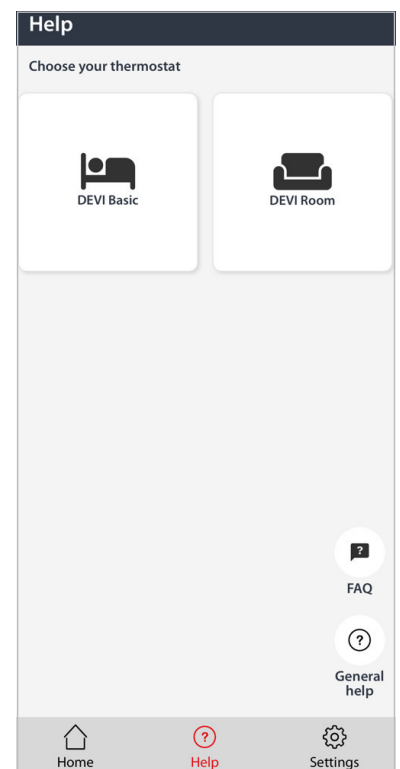 Help
Choose your thermostat
DEVI Basic
DEVI Room
?
FAQ
?
General
help
?
Home
Help
Settings